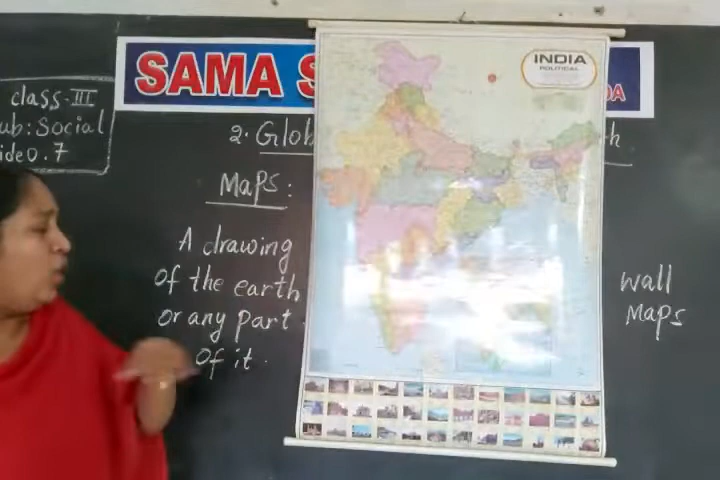 SAMA S
INDIA
POLITICAL
DA
class-III
ub: Social
ideo. 7
2. Glob
h
Maps:
A drawing
of the earth
or any part
of it.
wall
Maps